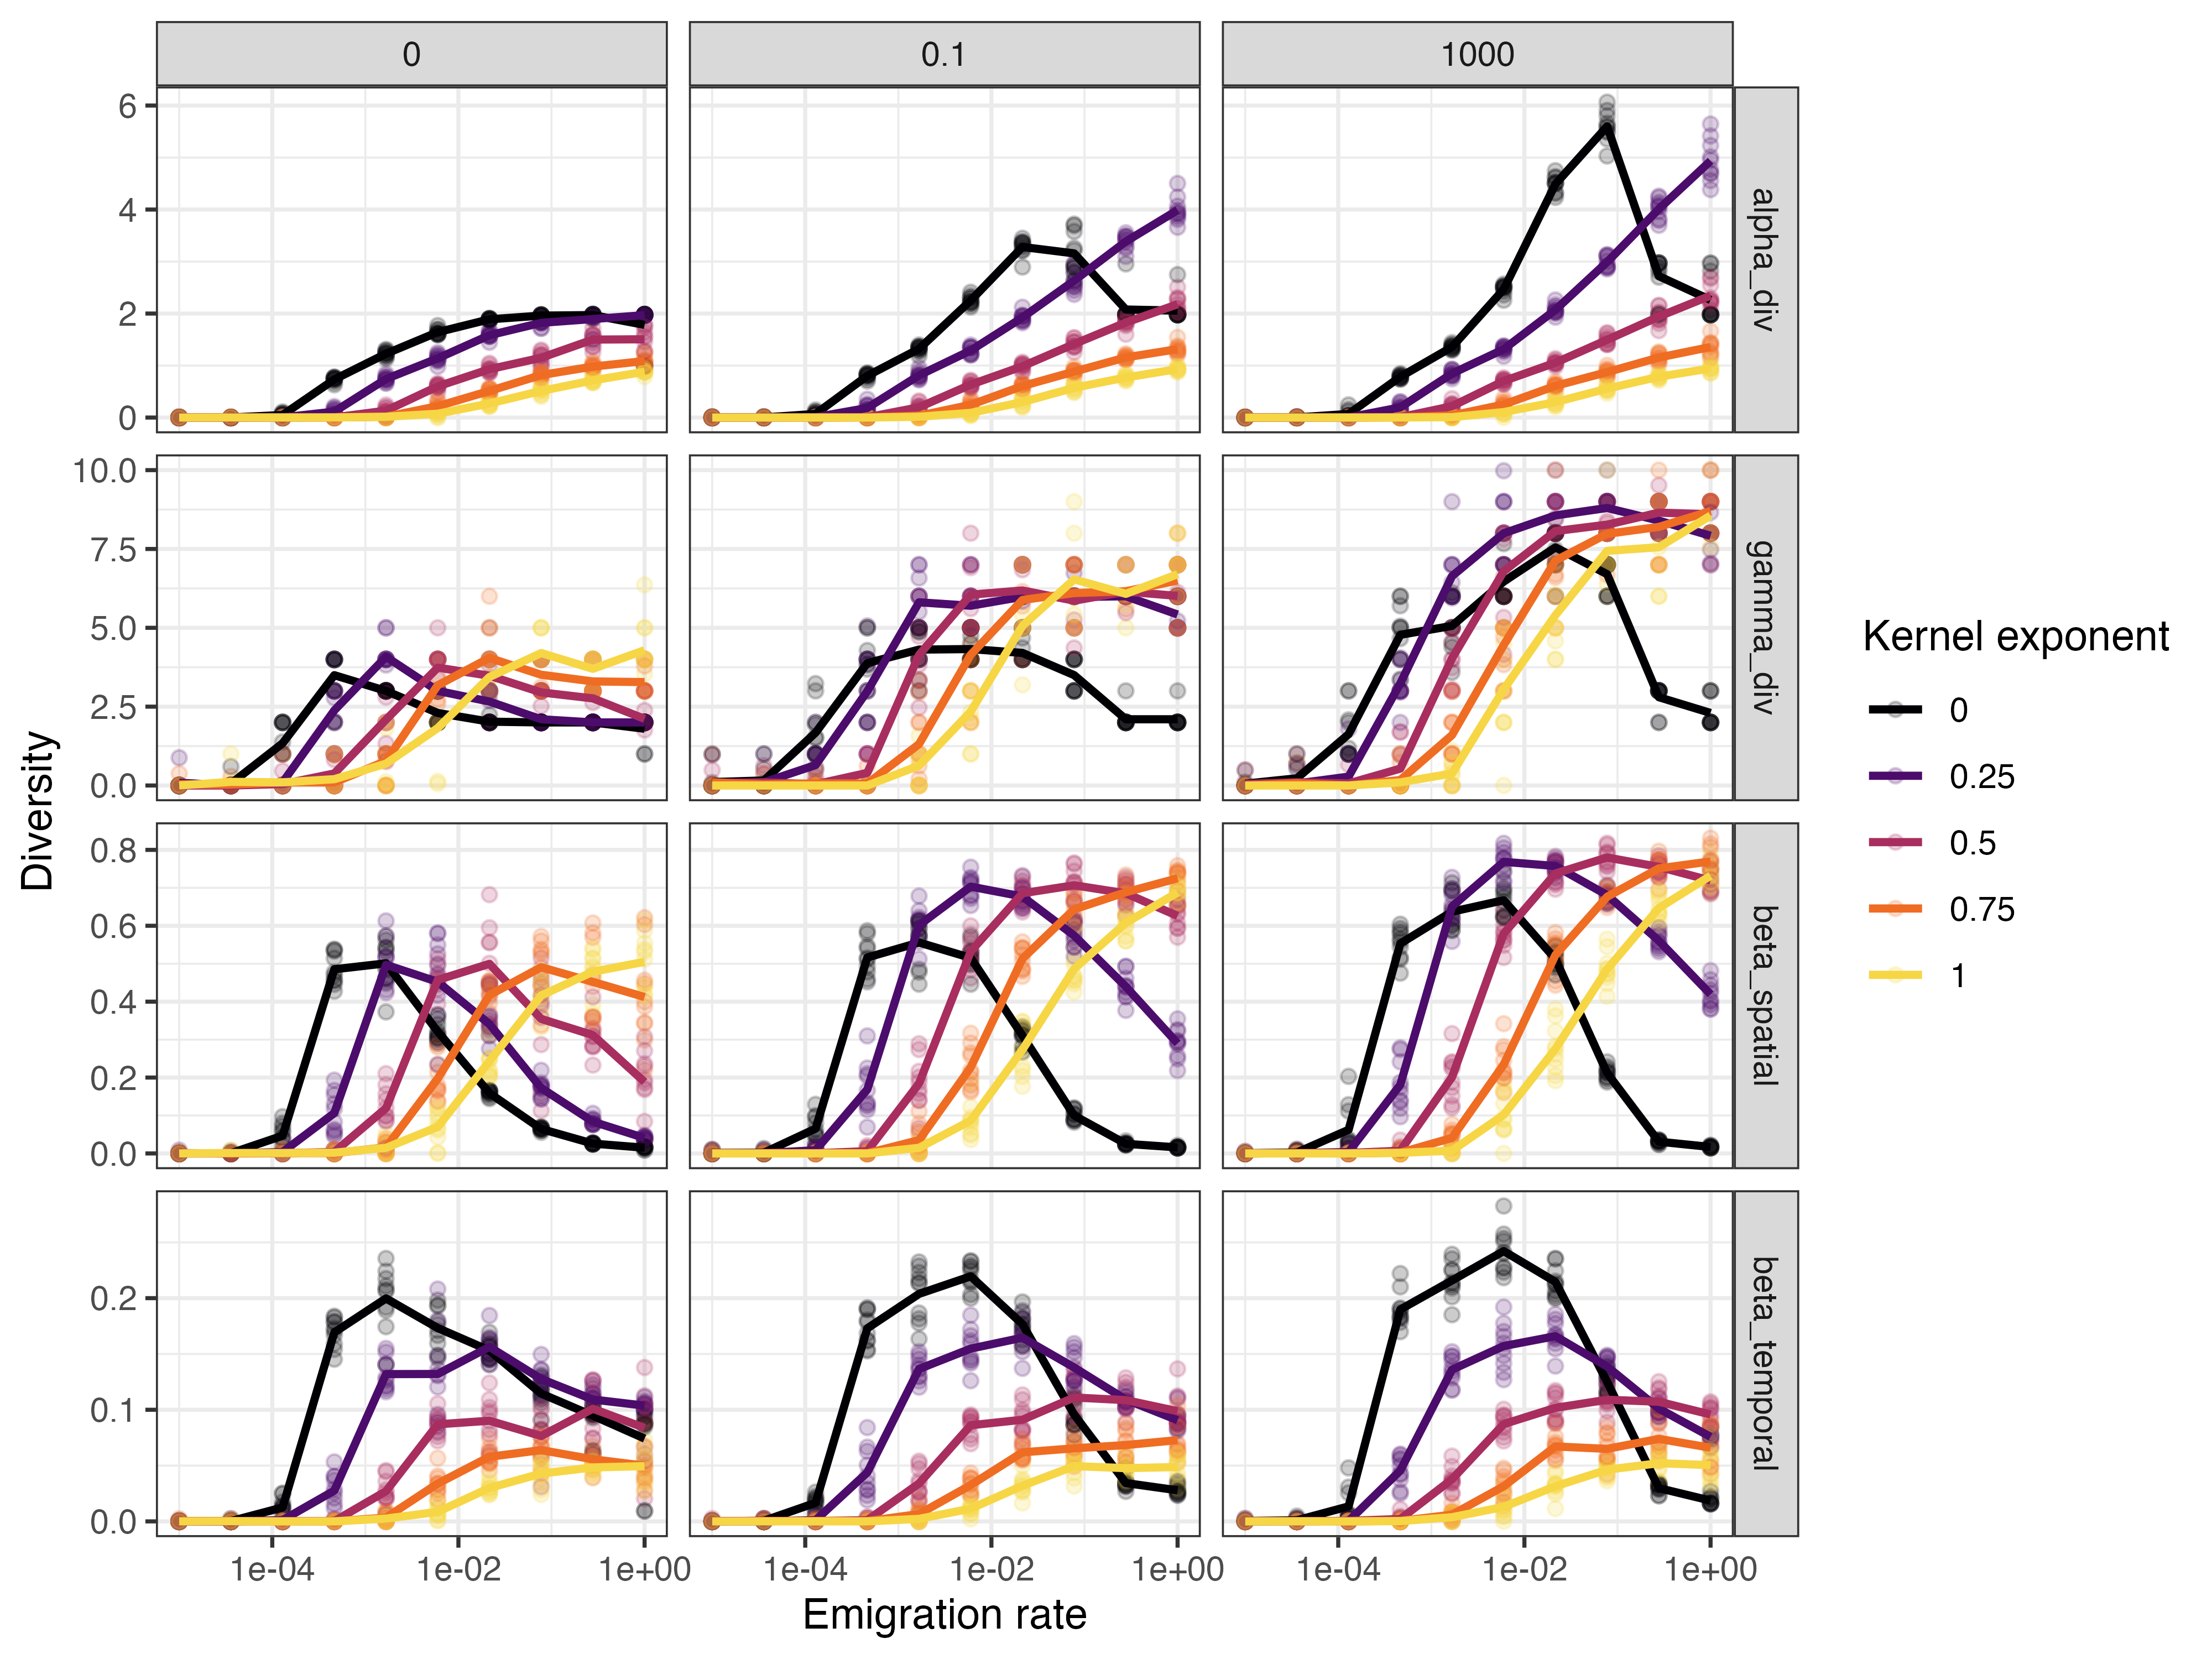 0 0.1 1000
6
4
2
0
alpha_div
10.0
7.5
5.0
2.5
0.0
gamma_div
0.8
0.6
0.4
0.2
0.0
beta_spatial
0.2
0.1
0.0
beta_temporal
1e-04 1e-02 1e+00 1e-04 1e-02 1e+00 1e-04 1e-02 1e+00
Emigration rate
Diversity
Kernel exponent
0
0.25
0.5
0.75
1